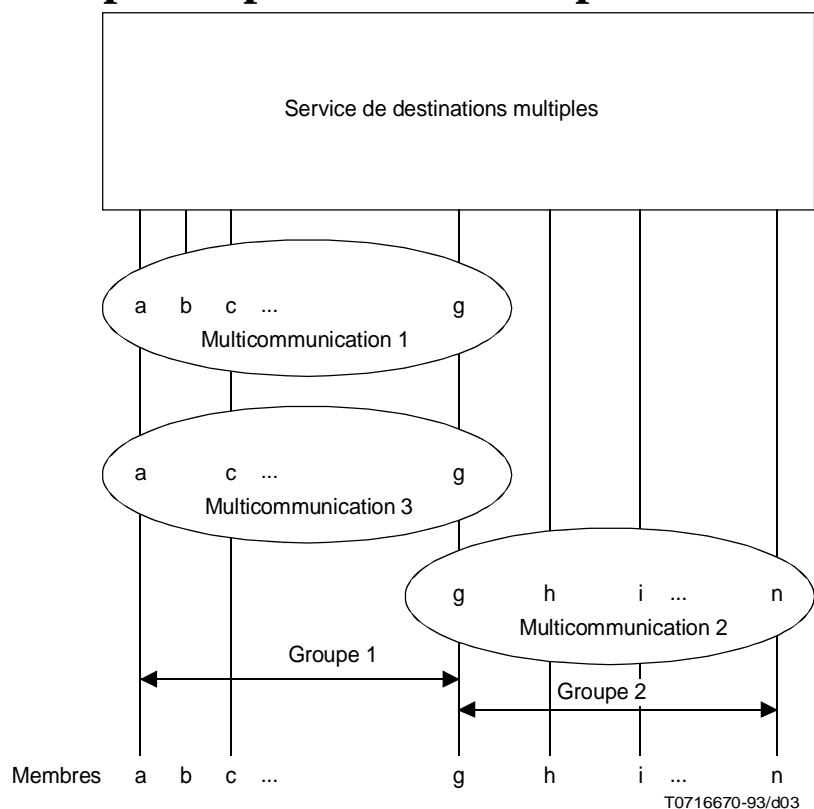 Service de destinations multiples
a b c ... g
Multicommunication 1
a c ... g
Multicommunication 3
g h i ... n
Multicommunication 2
Groupe 1
Groupe 2
Membres a b c ... g h i ... n
T0716670-93/d03